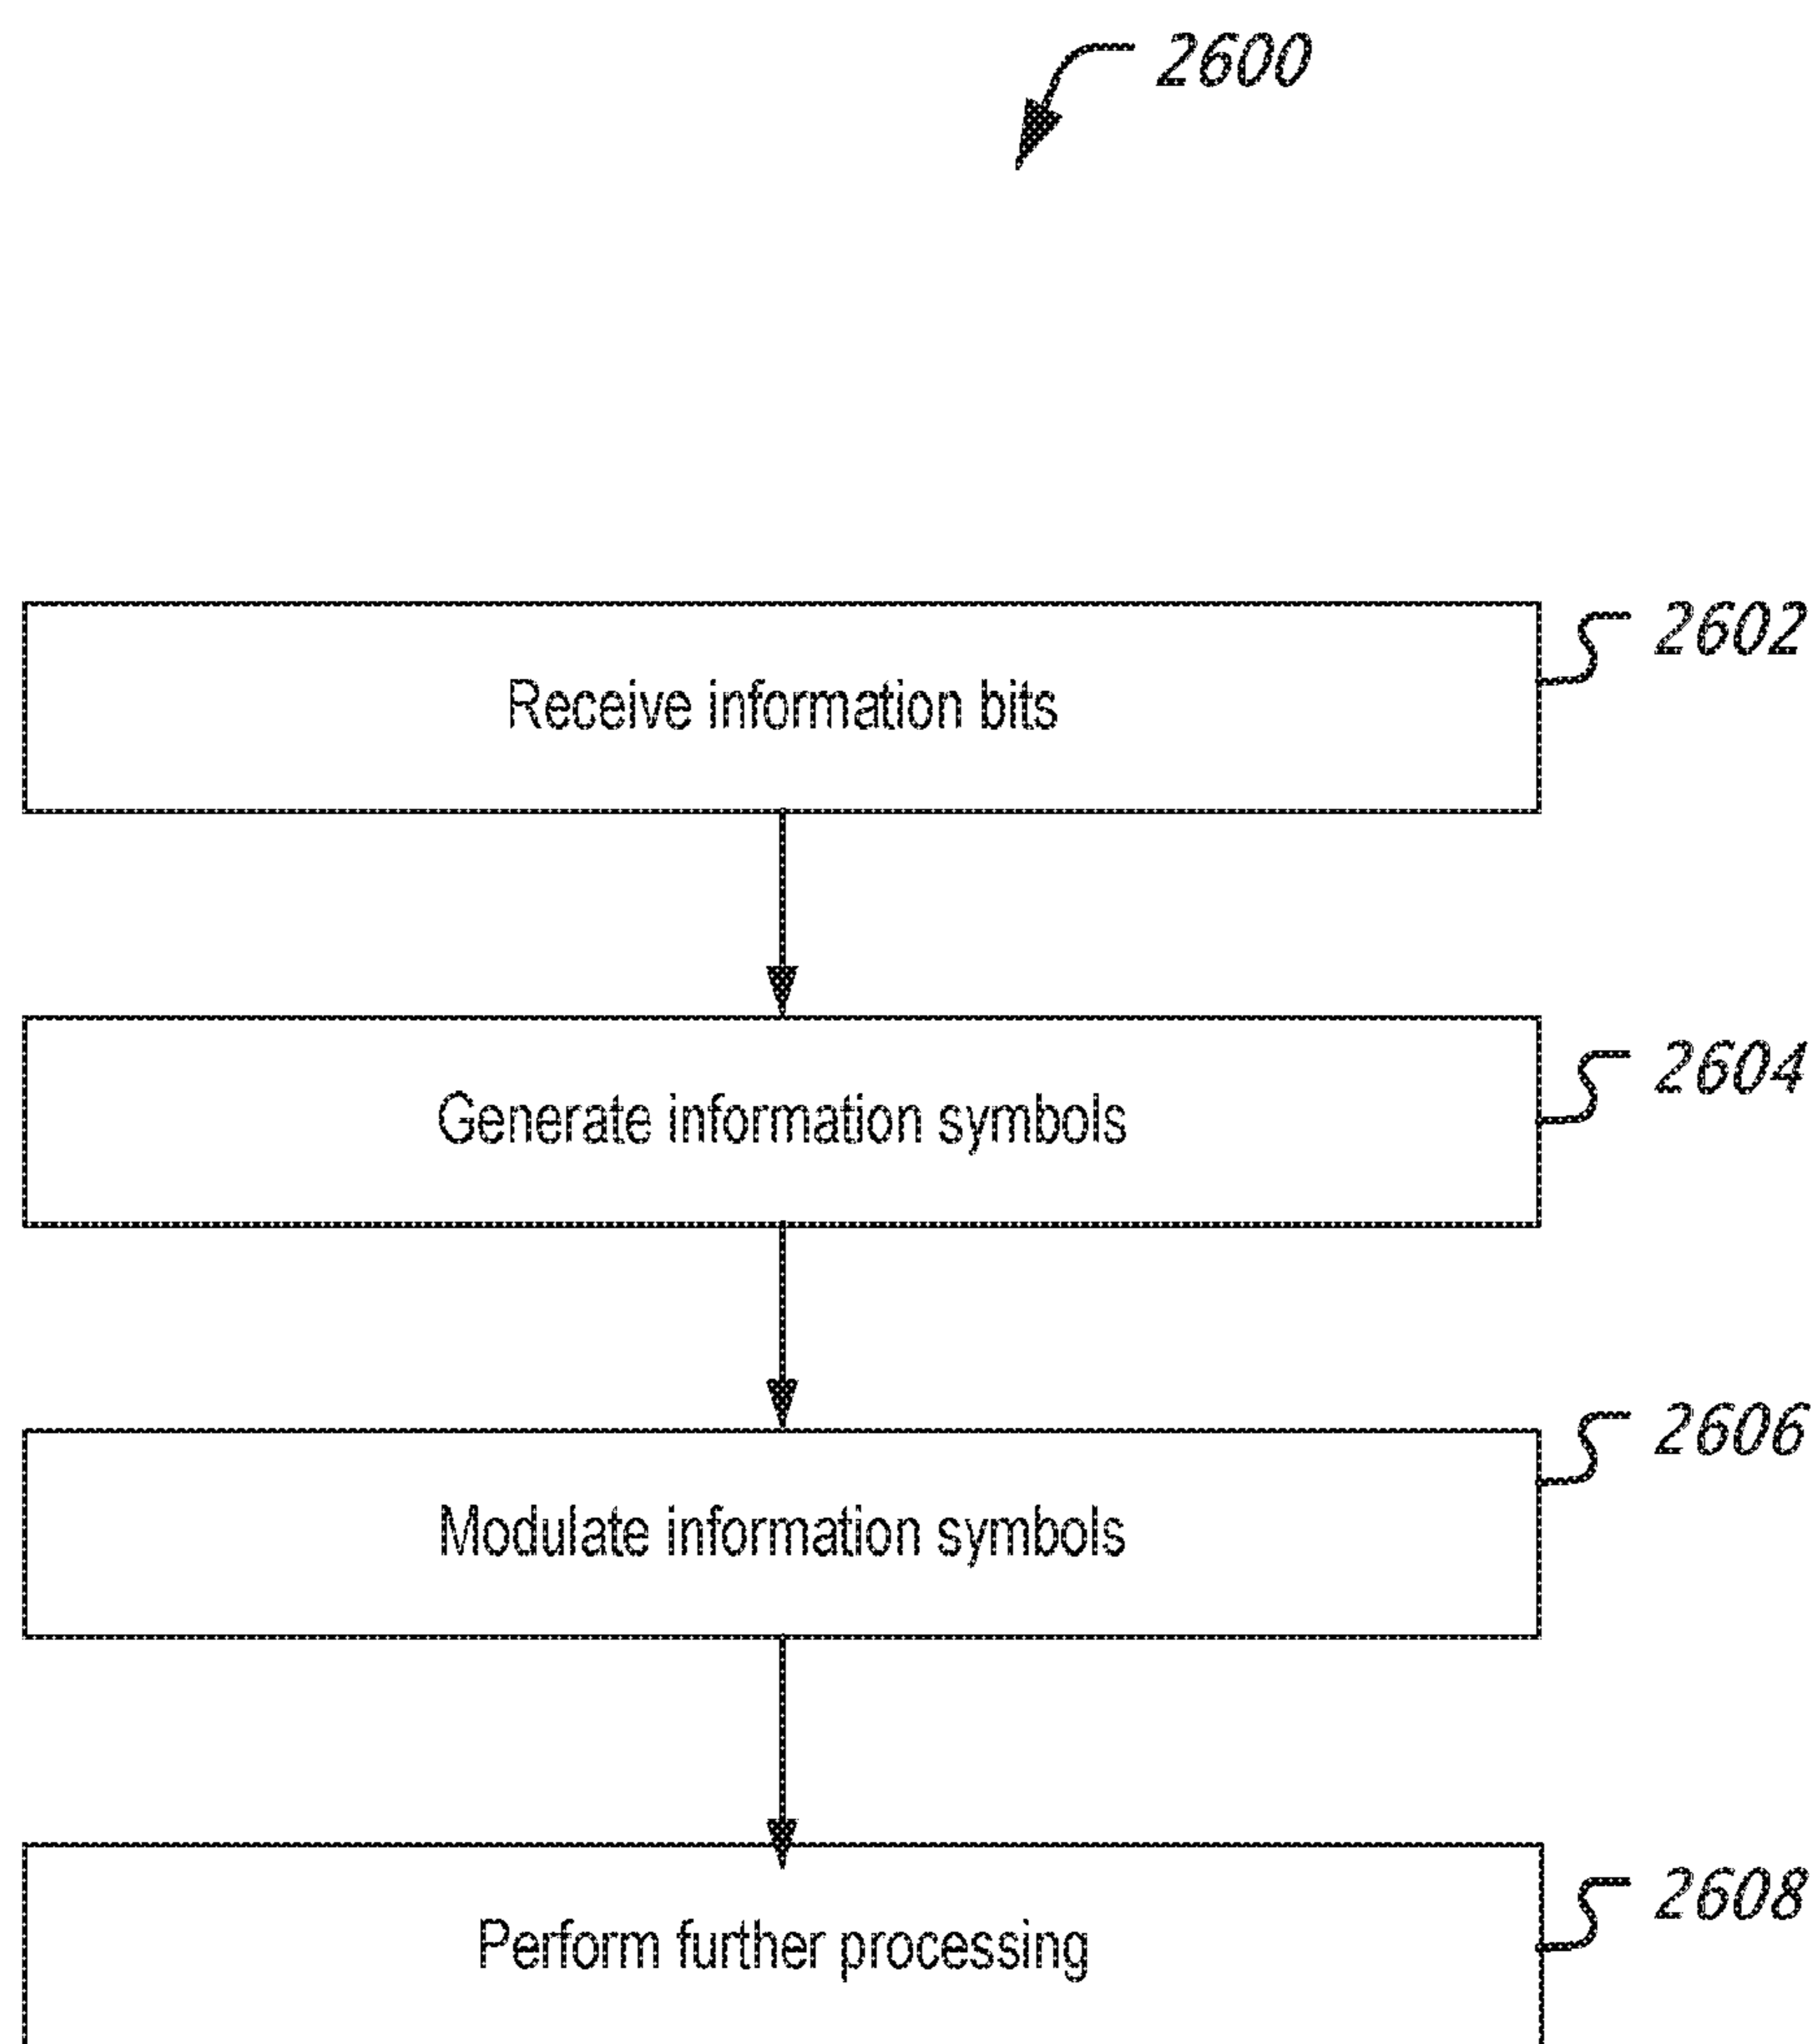 2600
Receive information bits
2602
Generate information symbols
2604
Modulate information symbols
2606
Perform further processing
2608